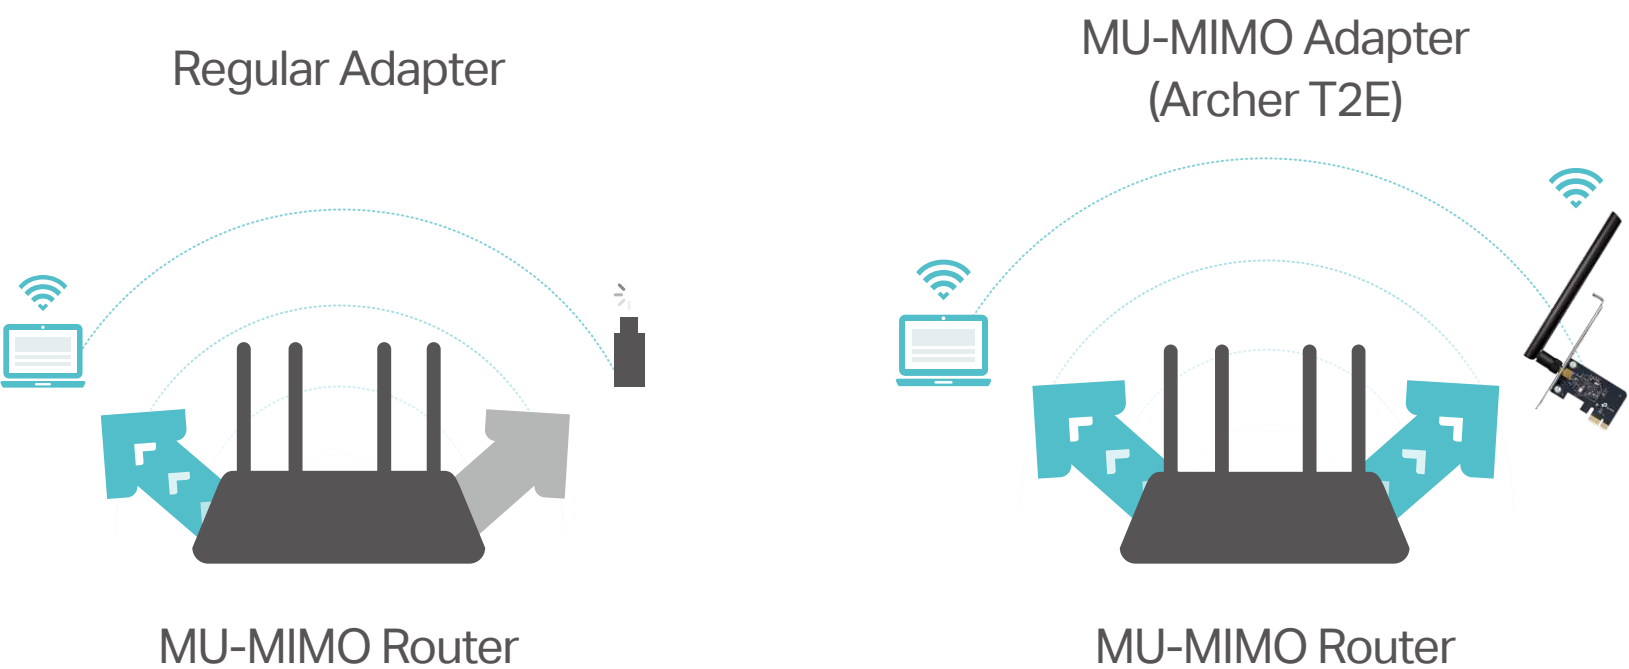 Regular Adapter
MU-MIMO Router
MU-MIMO Adapter
(Archer T2E)
MU-MIMO Router